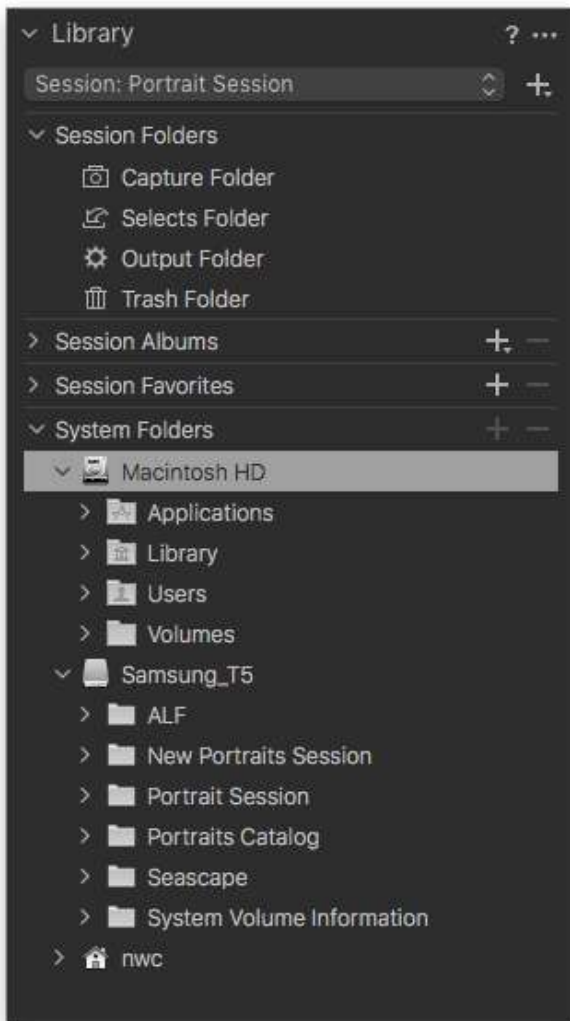 Library ? ...
Session: Portrait Session
Session Folders
Capture Folder
Selects Folder
Output Folder
Trash Folder
Session Albums
Session Favorites
System Folders
Macintosh HD
Applications
Library
Users
Volumes
Samsung_T5
ALF
New Portraits Session
Portrait Session
Portraits Catalog
Seascape
System Volume Information
nwc